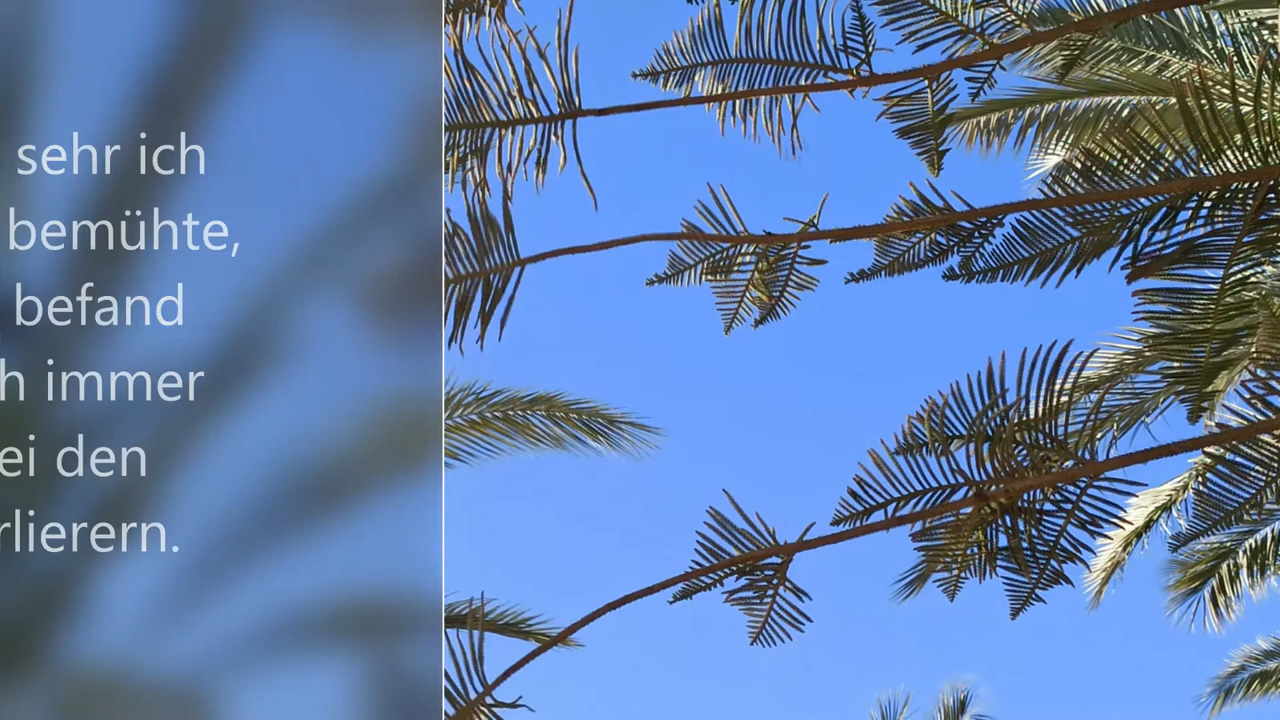 sehr ich
bemühte,
befand
h immer
ei den
rlierern.